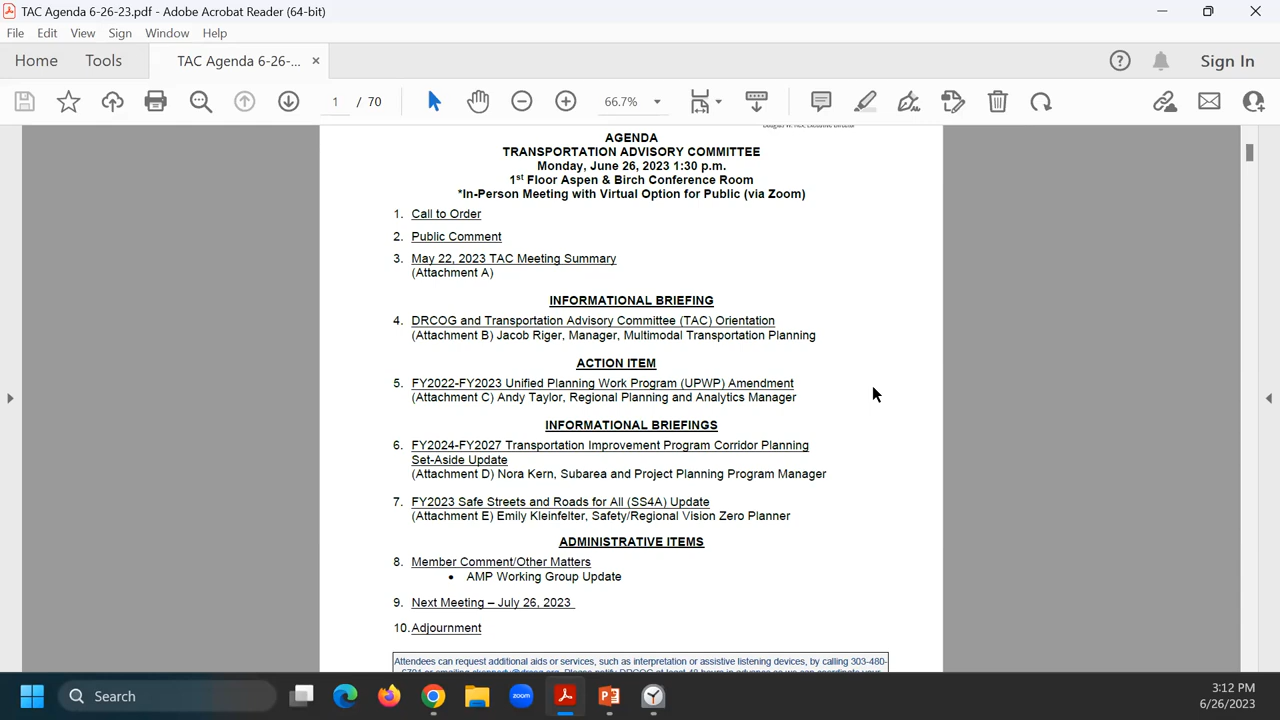 TAC Agenda 6-26-23.pdf - Adobe Acrobat Reader (64-bit)
File Edit View Sign Window Help
Home Tools TAC Agenda 6-26-... × Sign In
1 / 70 66.7%
AGENDA
TRANSPORTATION ADVISORY COMMITTEE
Monday, June 26, 2023 1:30 p.m.
1st Floor Aspen & Birch Conference Room
*In-Person Meeting with Virtual Option for Public (via Zoom)
1. Call to Order
2. Public Comment
3. May 22, 2023 TAC Meeting Summary
(Attachment A)
INFORMATIONAL BRIEFING
4. DRCOG and Transportation Advisory Committee (TAC) Orientation
(Attachment B) Jacob Riger, Manager, Multimodal Transportation Planning
ACTION ITEM
5. FY2022-FY2023 Unified Planning Work Program (UPWP) Amendment
(Attachment C) Andy Taylor, Regional Planning and Analytics Manager
INFORMATIONAL BRIEFINGS
6. FY2024-FY2027 Transportation Improvement Program Corridor Planning
Set-Aside Update
(Attachment D) Nora Kern, Subarea and Project Planning Program Manager
7. FY2023 Safe Streets and Roads for All (SS4A) Update
(Attachment E) Emily Kleinfelter, Safety/Regional Vision Zero Planner
ADMINISTRATIVE ITEMS
8. Member Comment/Other Matters
• AMP Working Group Update
9. Next Meeting – July 26, 2023
10. Adjournment
Attendees can request additional aids or services, such as interpretation or assistive listening devices, by calling 303-480-
Search
zoom
3:12 PM
6/26/2023